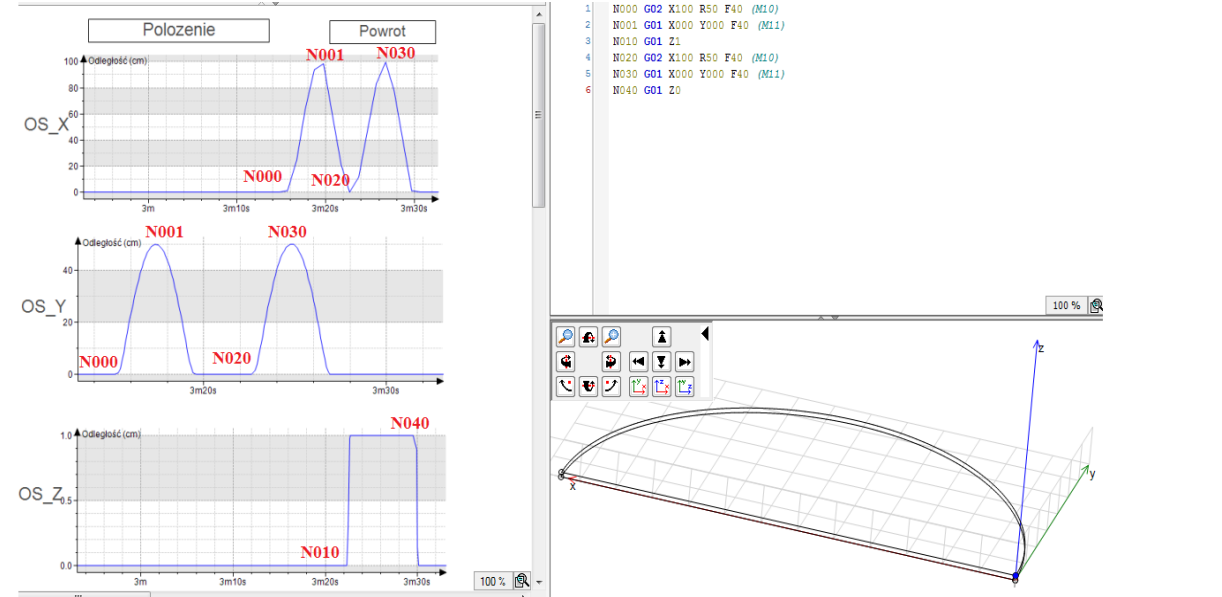 Polozenie
Powrot
N001
N030
Odległość (cm)
100
80
60
40
20
0
OS_X
N000
N020
3m
3m10s
3m20s
3m30s
N001
N030
Odległość (cm)
40
20
0
OS_Y
N000
N020
3m20s
3m30s
N040
Odległość (cm)
1.0
0.5
0.0
OS_Z
N010
3m
3m10s
3m20s
3m30s
100 %
1 N000 G02 X100 R50 F40 (M10)
2 N001 G01 X000 Y000 F40 (M11)
3 N010 G01 Z1
4 N020 G02 X100 R50 F40 (M10)
5 N030 G01 X000 Y000 F40 (M11)
6 N040 G01 Z0
100 %
y x
z x
y z
z
y
x